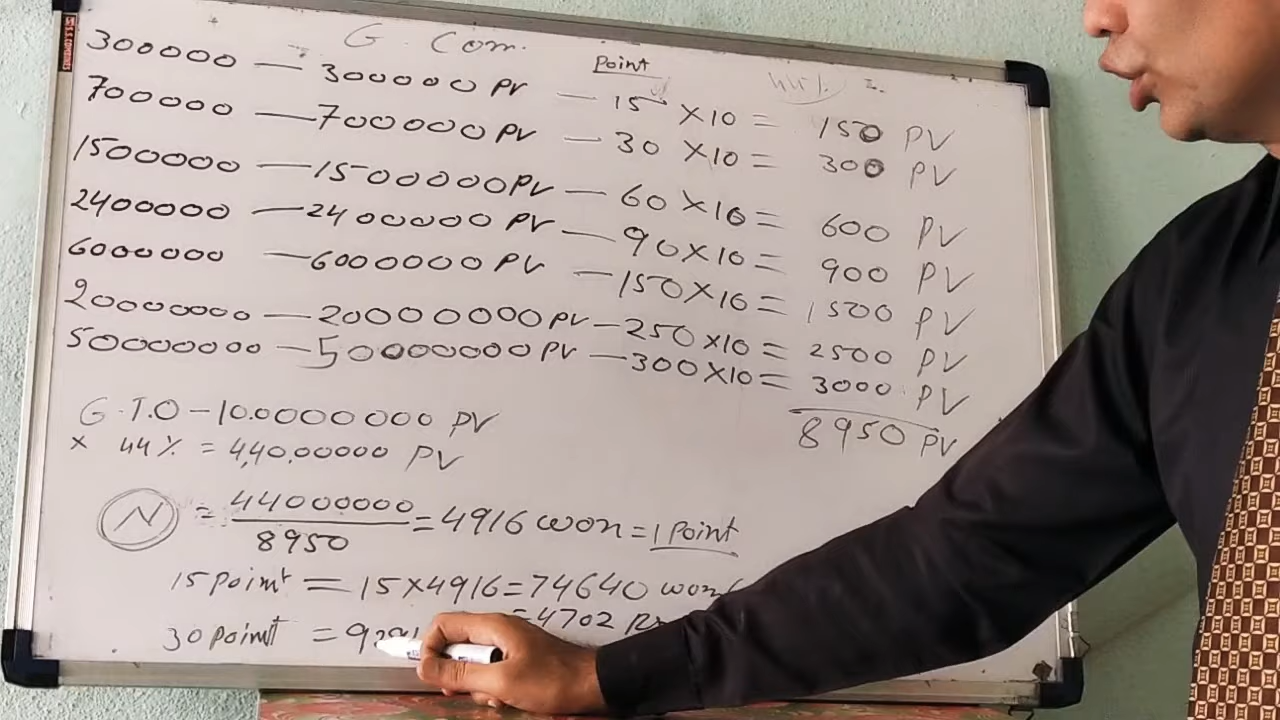 G. Com.
Point
300000 — 300000 PV — 15 × 10 = 150 PV
700000 — 700000 PV — 30 × 10 = 300 PV
1500000 — 1500000 PV — 60 × 10 = 600 PV
2400000 — 2400000 PV — 90 × 10 = 900 PV
6000000 — 6000000 PV — 150 × 10 = 1500 PV
20000000 — 20000000 PV — 250 × 10 = 2500 PV
50000000 — 50000000 PV — 300 × 10 = 3000 PV
8950 PV
G.T.O - 10.0000000 PV
× 44% = 4,40,00000 PV
N = 44000000 / 8950 = 4916 won = 1 Point
15 point = 15 × 4916 = 74640 won
= 4702
30 point =